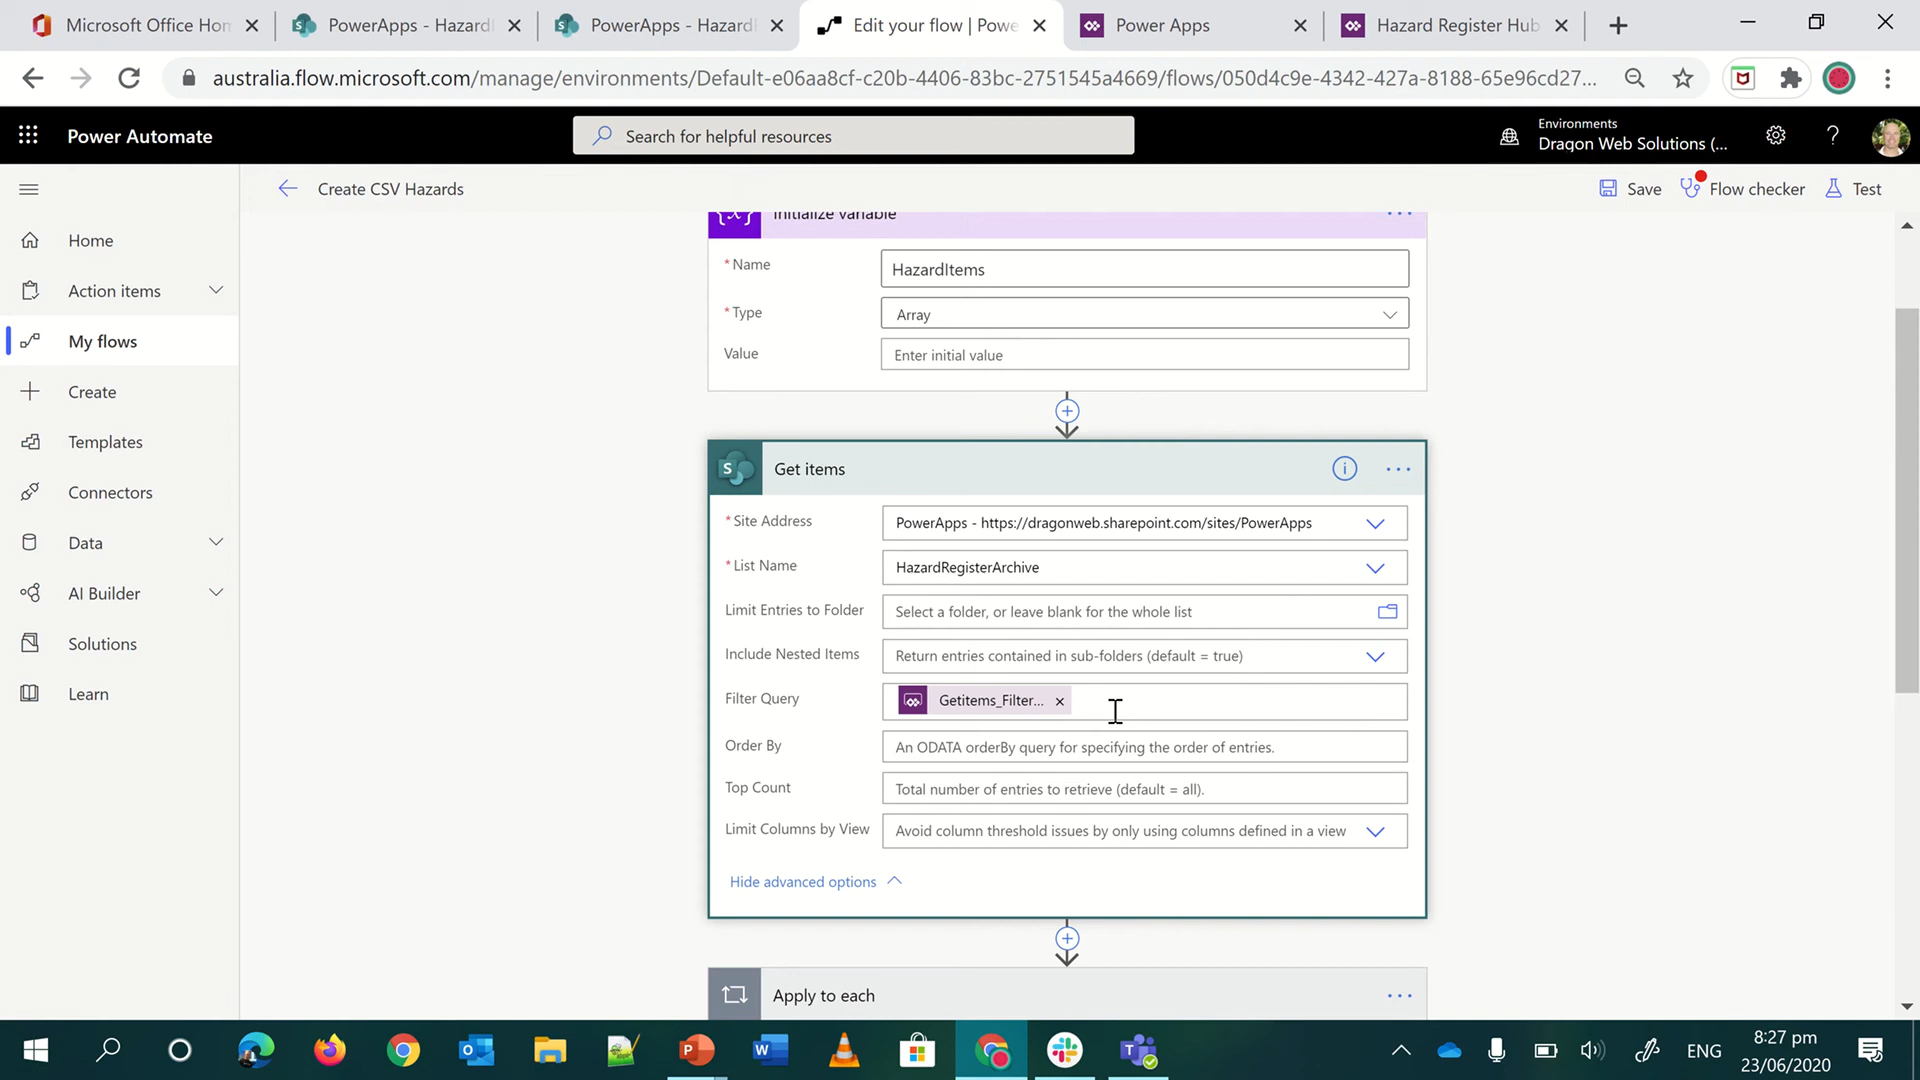 Microsoft Office Hon
PowerApps - Hazard
PowerApps - Hazard
Edit your flow | Powe
Power Apps
Hazard Register Hub
australia.flow.microsoft.com/manage/environments/Default-e06aa8cf-c20b-4406-83bc-2751545a4669/flows/050d4c9e-4342-427a-8188-65e96cd27...
Power Automate
Search for helpful resources
Environments
Dragon Web Solutions (...
Create CSV Hazards
Save
Flow checker
Test
Home
Action items
My flows
Create
Templates
Connectors
Data
AI Builder
Solutions
Learn
Initialize variable
* Name
HazardItems
* Type
Array
Value
Enter initial value
Get items
* Site Address
PowerApps - https://dragonweb.sharepoint.com/sites/PowerApps
* List Name
HazardRegisterArchive
Limit Entries to Folder
Select a folder, or leave blank for the whole list
Include Nested Items
Return entries contained in sub-folders (default = true)
Filter Query
Getitems_Filter...
Order By
An ODATA orderBy query for specifying the order of entries.
Top Count
Total number of entries to retrieve (default = all).
Limit Columns by View
Avoid column threshold issues by only using columns defined in a view
Hide advanced options
Apply to each
ENG
8:27 pm
23/06/2020